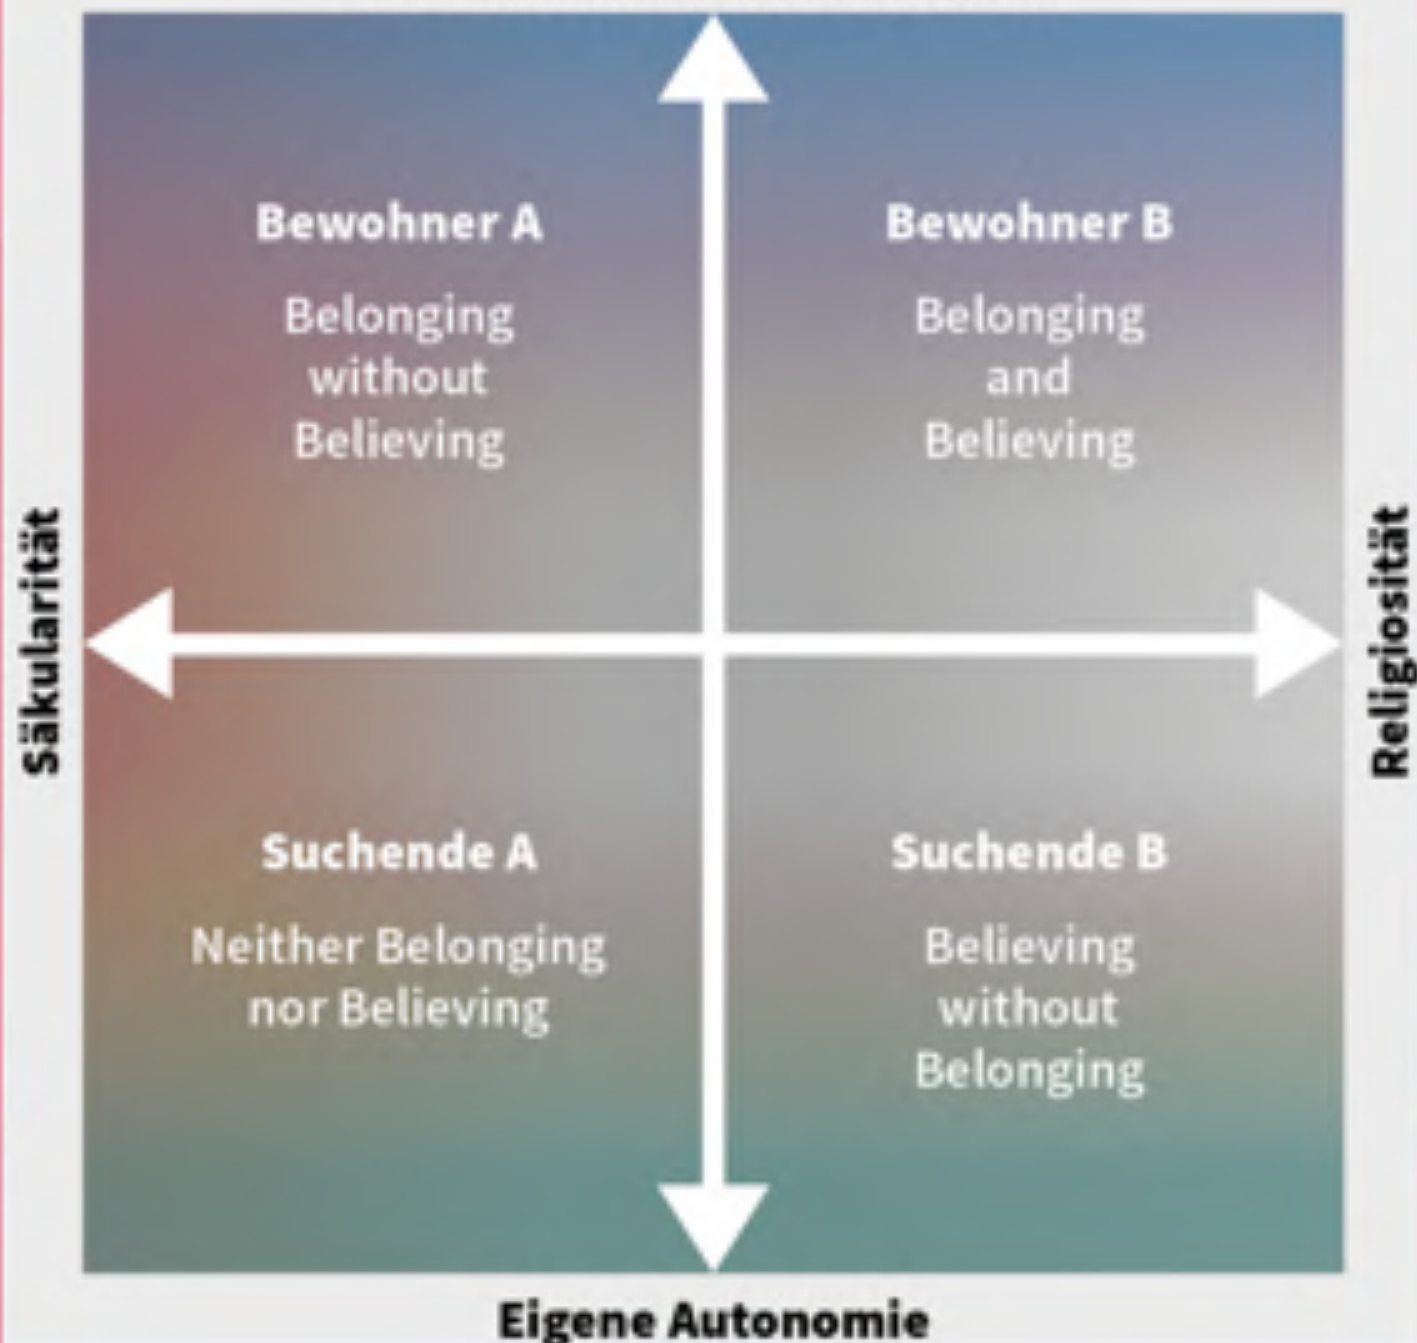 Bewohner A
Belonging
without
Believing
Bewohner B
Belonging
and
Believing
Säkularität
Religiosität
Suchende A
Neither Belonging
nor Believing
Suchende B
Believing
without
Belonging
Eigene Autonomie